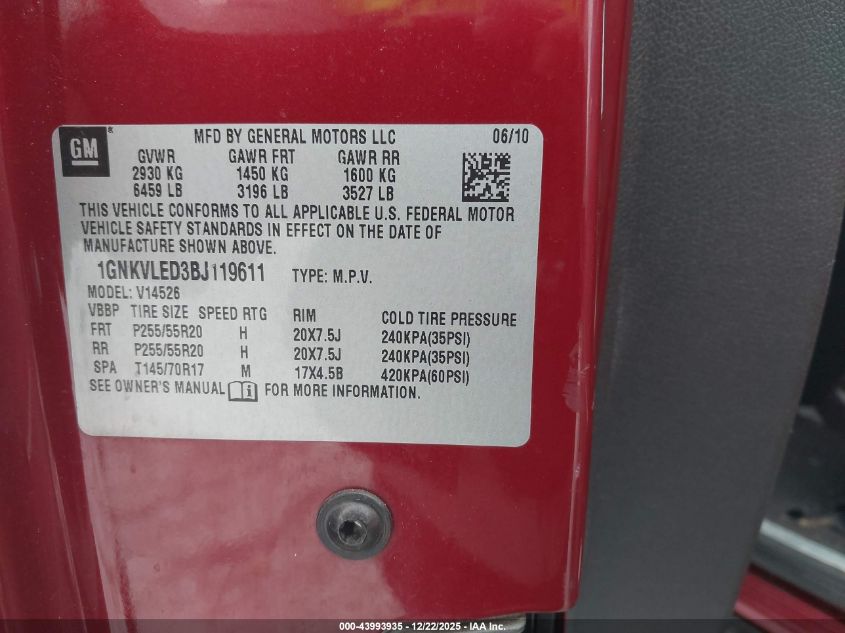 GM ® MFD BY GENERAL MOTORS LLC 06/10
GVWR GAWR FRT GAWR RR
2930 KG 1450 KG 1600 KG
6459 LB 3196 LB 3527 LB
THIS VEHICLE CONFORMS TO ALL APPLICABLE U.S. FEDERAL MOTOR
VEHICLE SAFETY STANDARDS IN EFFECT ON THE DATE OF
MANUFACTURE SHOWN ABOVE.
1GNKVLED3BJ119611 TYPE: M.P.V.
MODEL: V14526
VBBP TIRE SIZE SPEED RTG RIM COLD TIRE PRESSURE
FRT P255/55R20 H 20X7.5J 240KPA(35PSI)
RR P255/55R20 H 20X7.5J 240KPA(35PSI)
SPA T145/70R17 M 17X4.5B 420KPA(60PSI)
SEE OWNER'S MANUAL i FOR MORE INFORMATION.
000-43993935 - 12/22/2025 - IAA Inc.